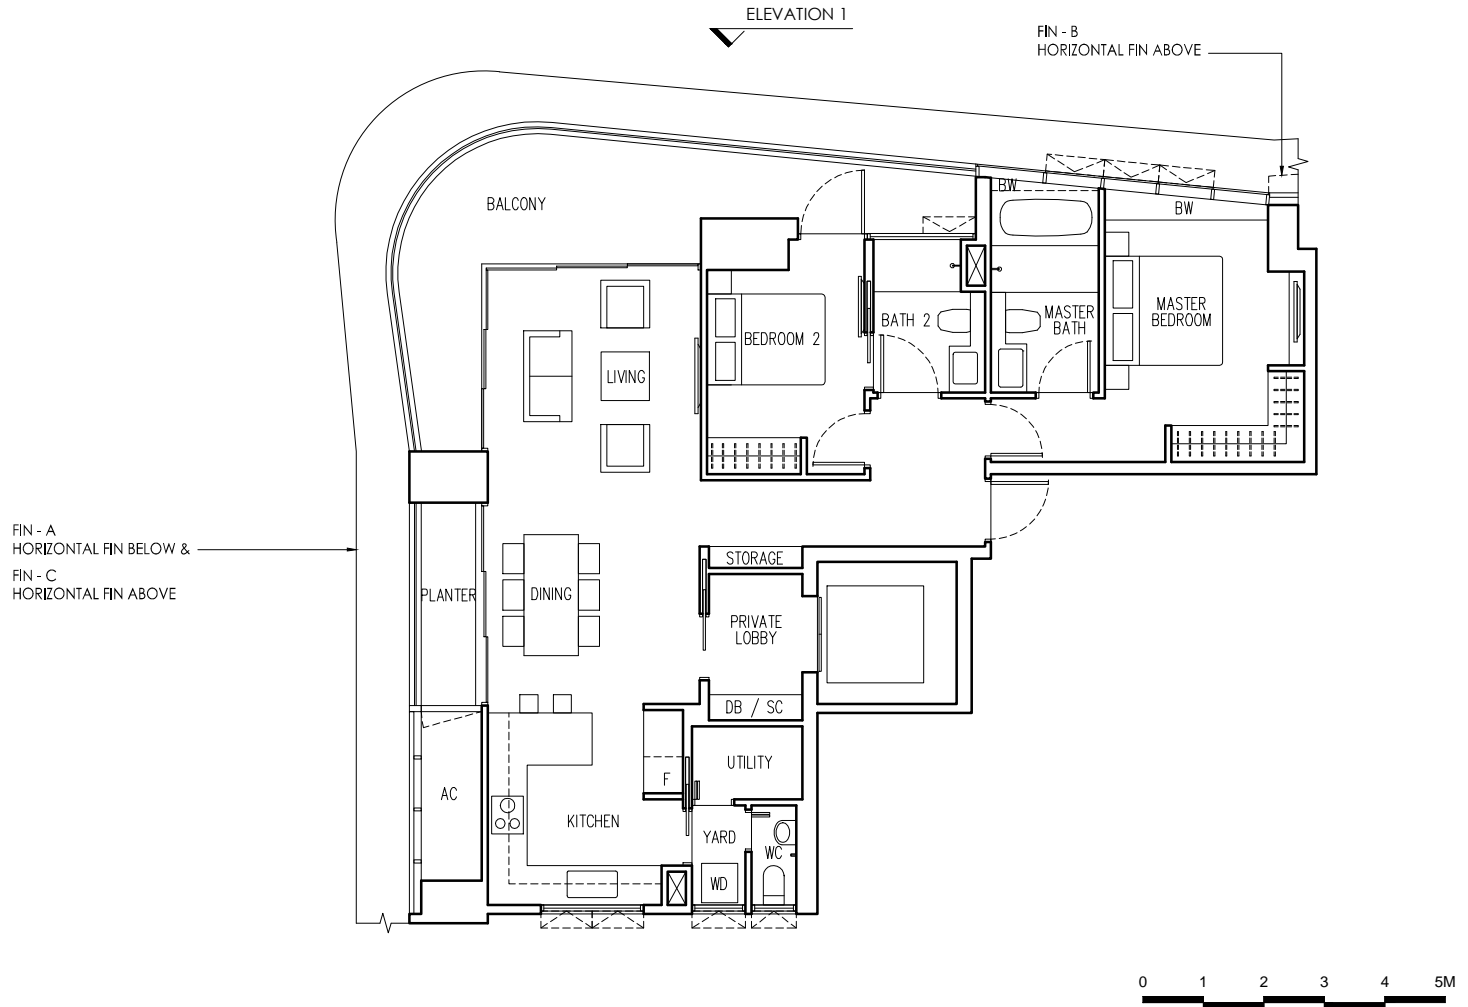 ELEVATION 1
FIN - B
HORIZONTAL FIN ABOVE
BW
BW
BALCONY
MASTER
BEDROOM
MASTER
BATH
BATH 2
BEDROOM 2
LIVING
FIN - A
HORIZONTAL FIN BELOW &
FIN - C
HORIZONTAL FIN ABOVE
STORAGE
PLANTER
DINING
PRIVATE
LOBBY
DB / SC
UTILITY
F
AC
KITCHEN
YARD
WC
WD
0 1 2 3 4 5M